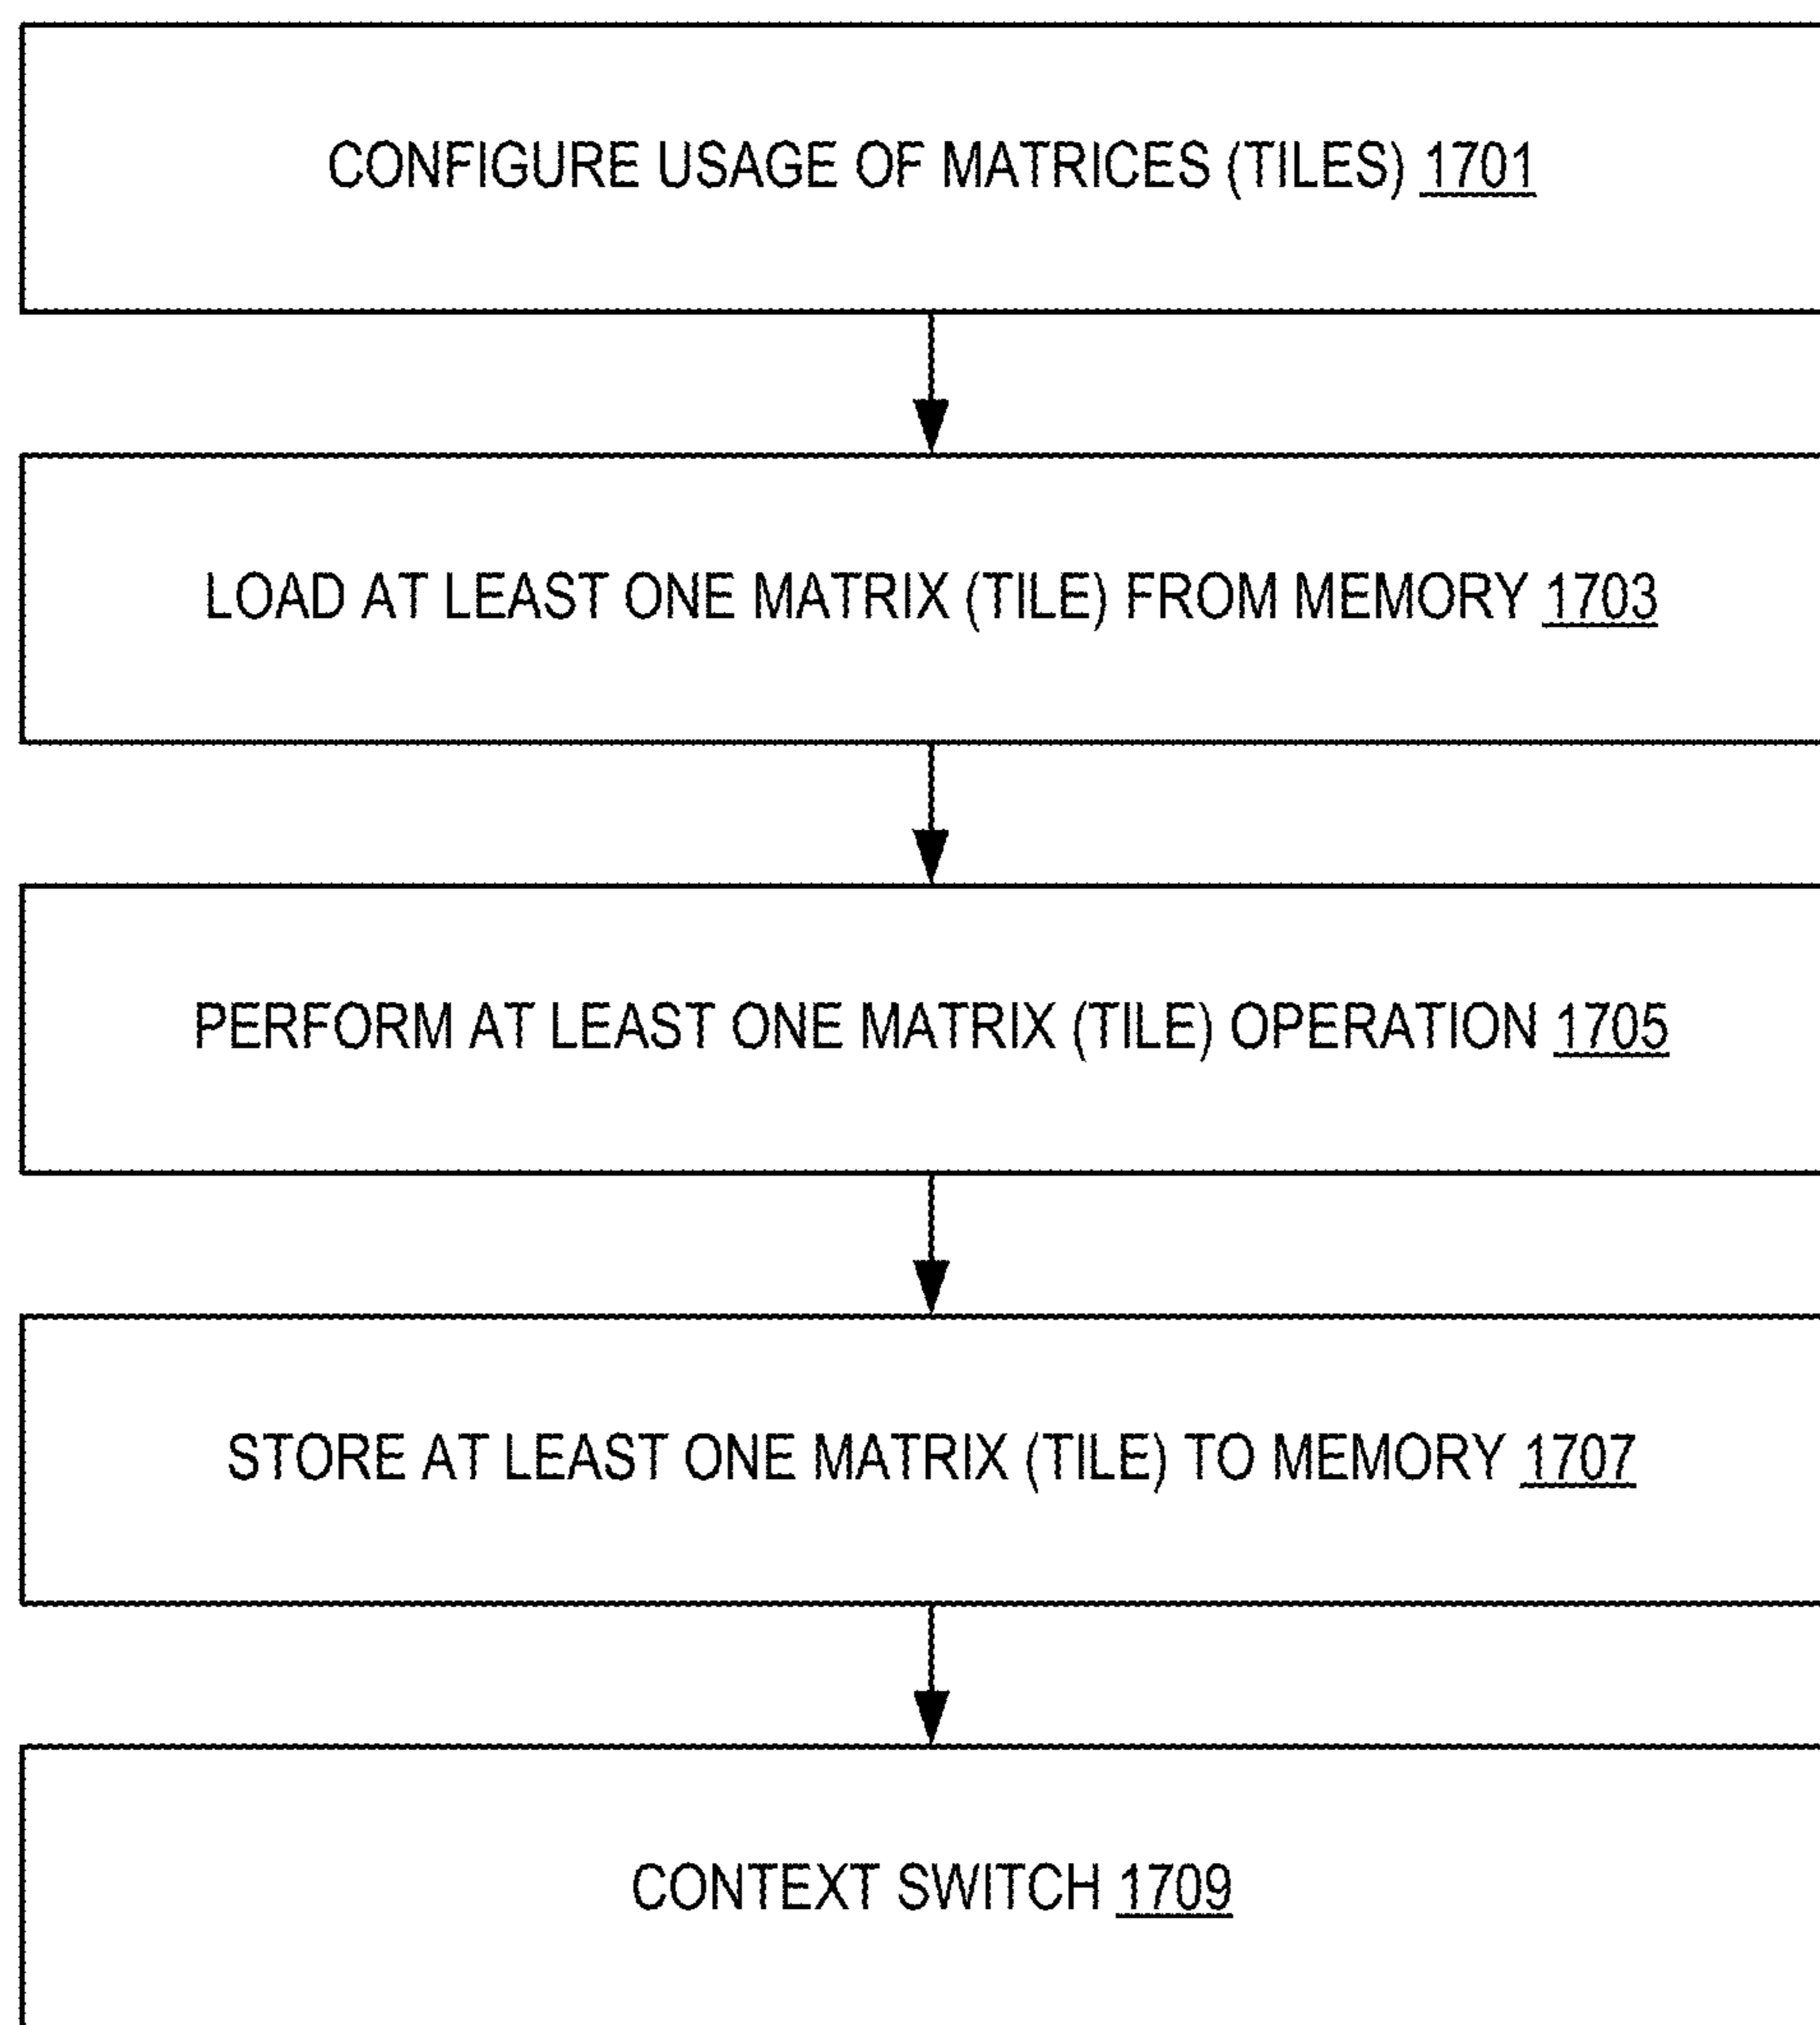 CONFIGURE USAGE OF MATRICES (TILES) 1701
LOAD AT LEAST ONE MATRIX (TILE) FROM MEMORY 1703
PERFORM AT LEAST ONE MATRIX (TILE) OPERATION 1705
STORE AT LEAST ONE MATRIX (TILE) TO MEMORY 1707
CONTEXT SWITCH 1709